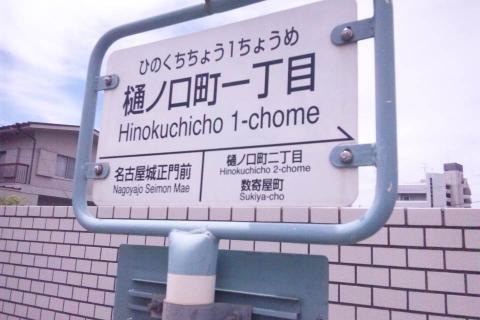 ひのくちちょう1ちょうめ
樋ノ口町一丁目
Hinokuchicho 1-chome
名古屋城正門前
Nagoyajo Seimon Mae
樋ノ口町二丁目
Hinokuchicho 2-chome
数寄屋町
Sukiya-cho